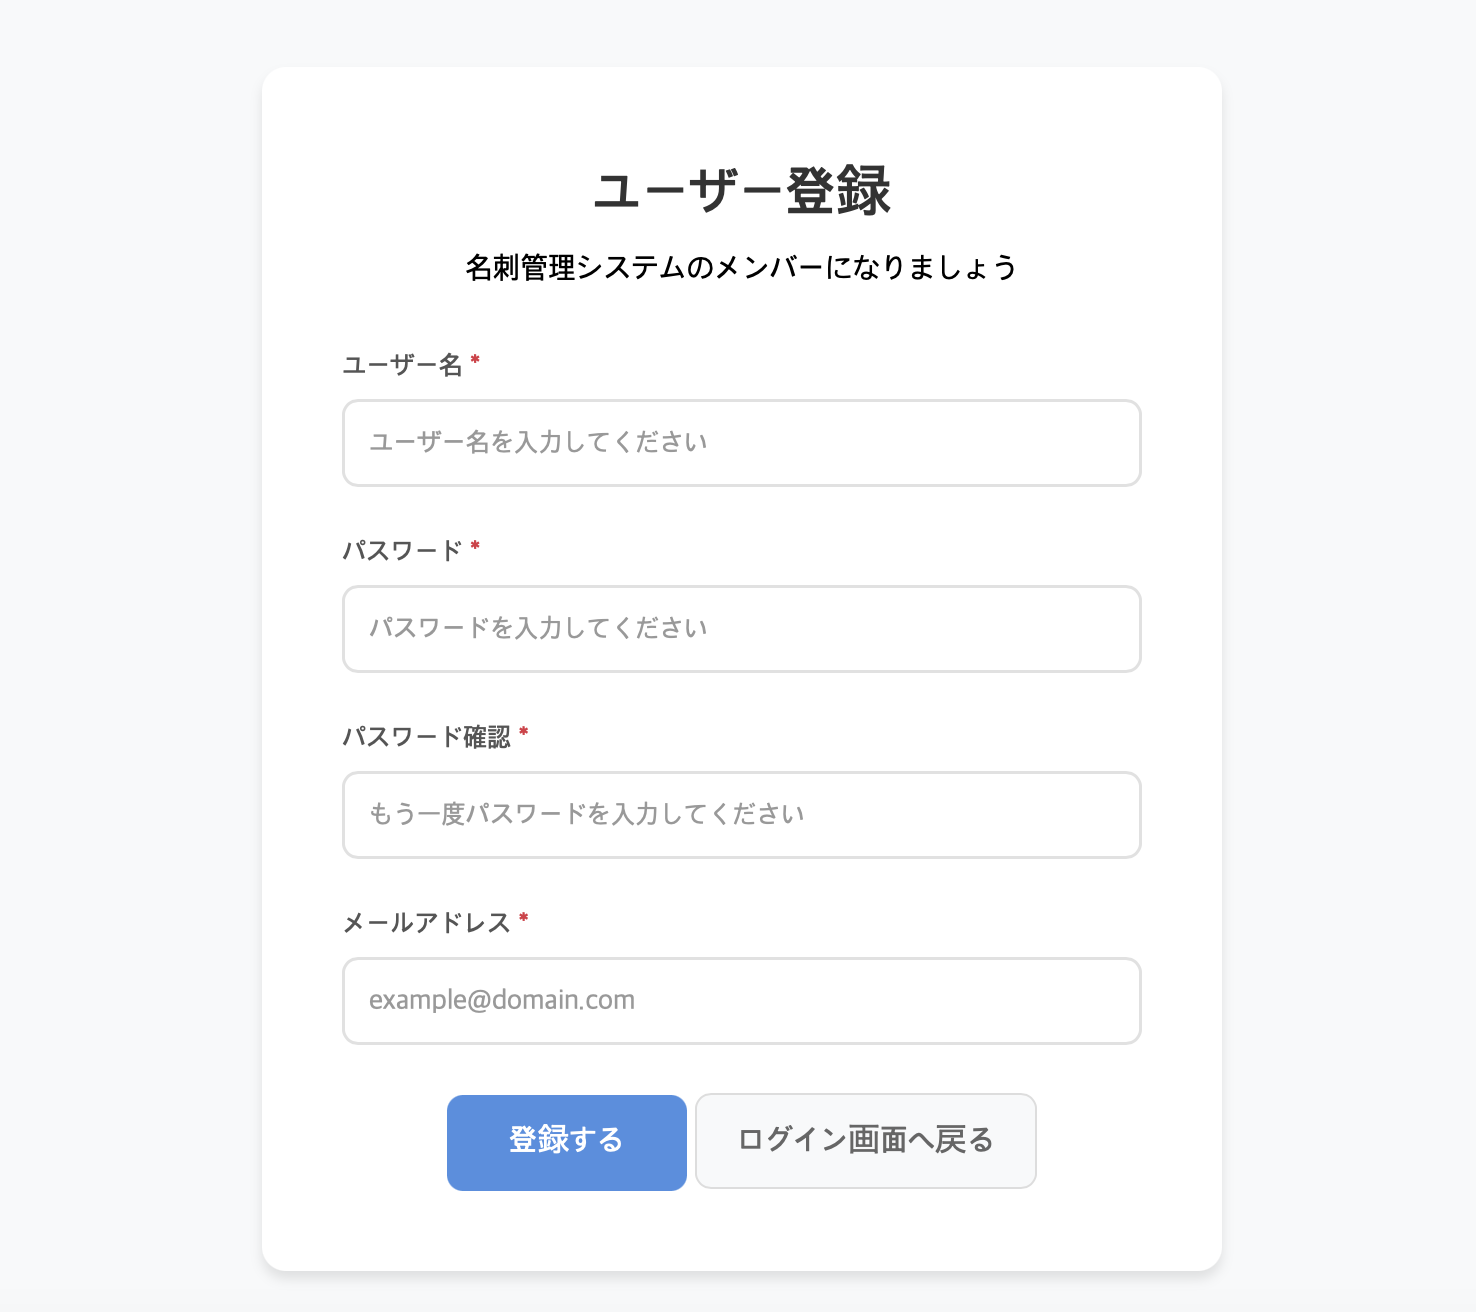 ユーザー登録
名刺管理システムのメンバーになりましょう
ユーザー名 *
ユーザー名を入力してください
パスワード *
パスワードを入力してください
パスワード確認 *
もう一度パスワードを入力してください
メールアドレス *
example@domain.com
登録する ログイン画面へ戻る